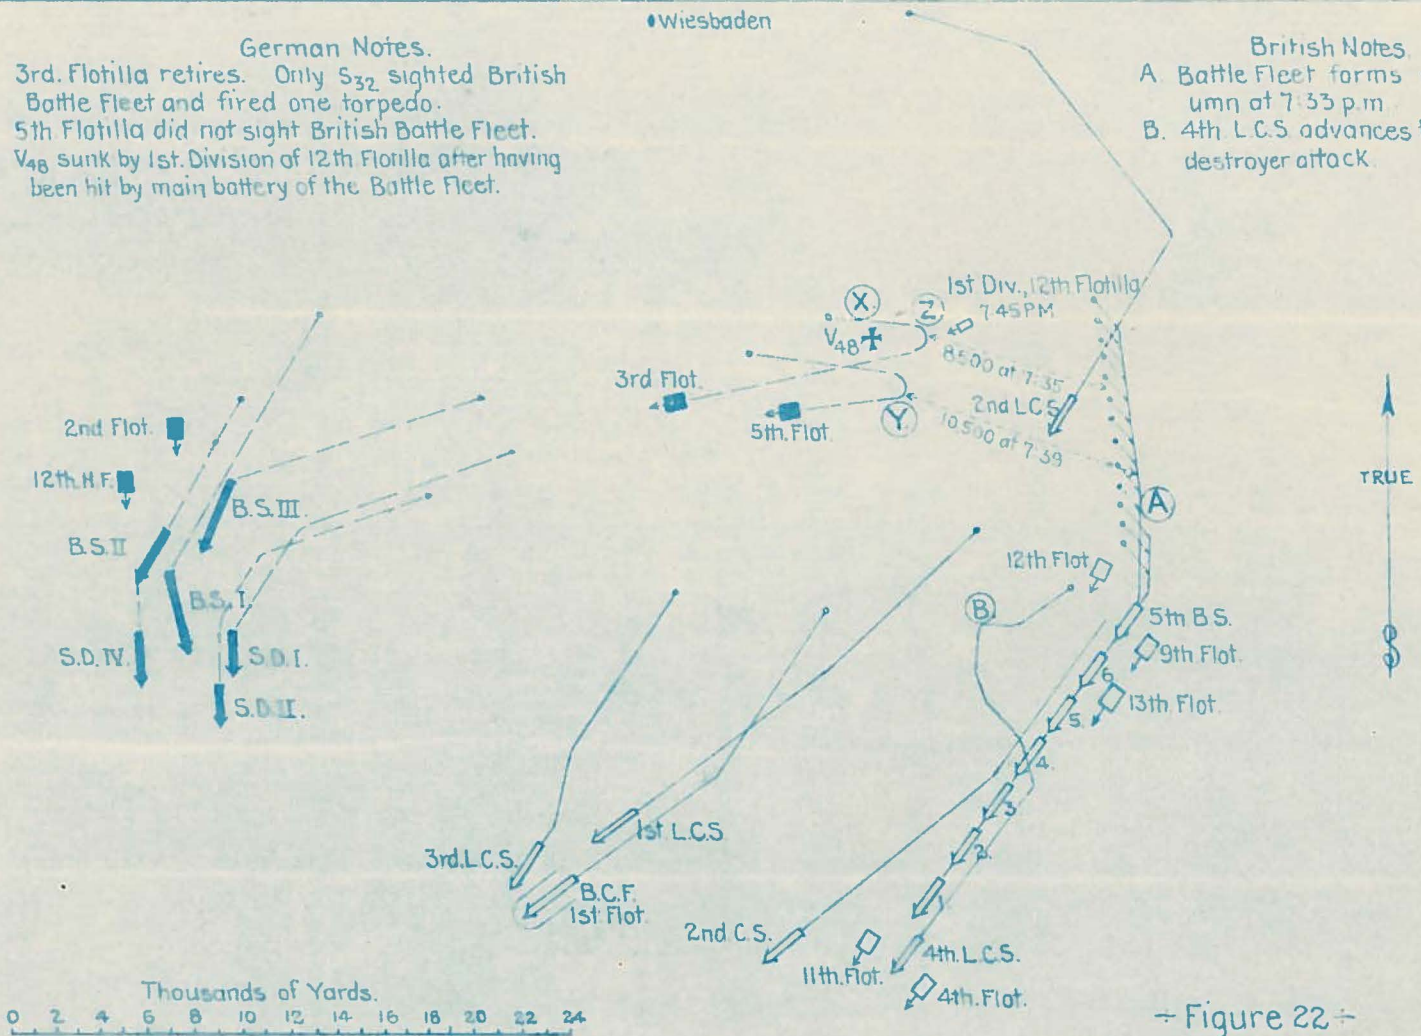 Wiesbaden
German Notes.
3rd. Flotilla retires. Only S32 sighted British
Battle Fleet and fired one torpedo.
5th Flotilla did not sight British Battle Fleet.
V48 sunk by 1st. Division of 12th Flotilla after having
been hit by main battery of the Battle Fleet.
British Notes
A. Battle Fleet forms
umn at 7:33 p.m
B. 4th L.C.S advances
destroyer attack.
1st Div., 12th Flotilla
7.45 PM
X
Z
V48
8500 at 7:35
3rd Flot.
2nd L.C.S
5th. Flot
Y
10,500 at 7:39
2nd Flot.
12th H.F.
B.S. III.
B.S. II
B.S. I.
S.D. IV.
S.D. I.
S.D. II.
TRUE
S
A
12th Flot
B
5th B.S.
9th Flot.
6
13th. Flot.
5.
4.
3
2.
1
1st L.C.S
3rd. L.C.S.
B.C.F.
1st Flot.
2nd C.S.
11th. Flot.
4th. L.C.S.
4th. Flot.
Thousands of Yards.
0 2 4 6 8 10 12 14 16 18 20 22 24
÷ Figure 22 ÷